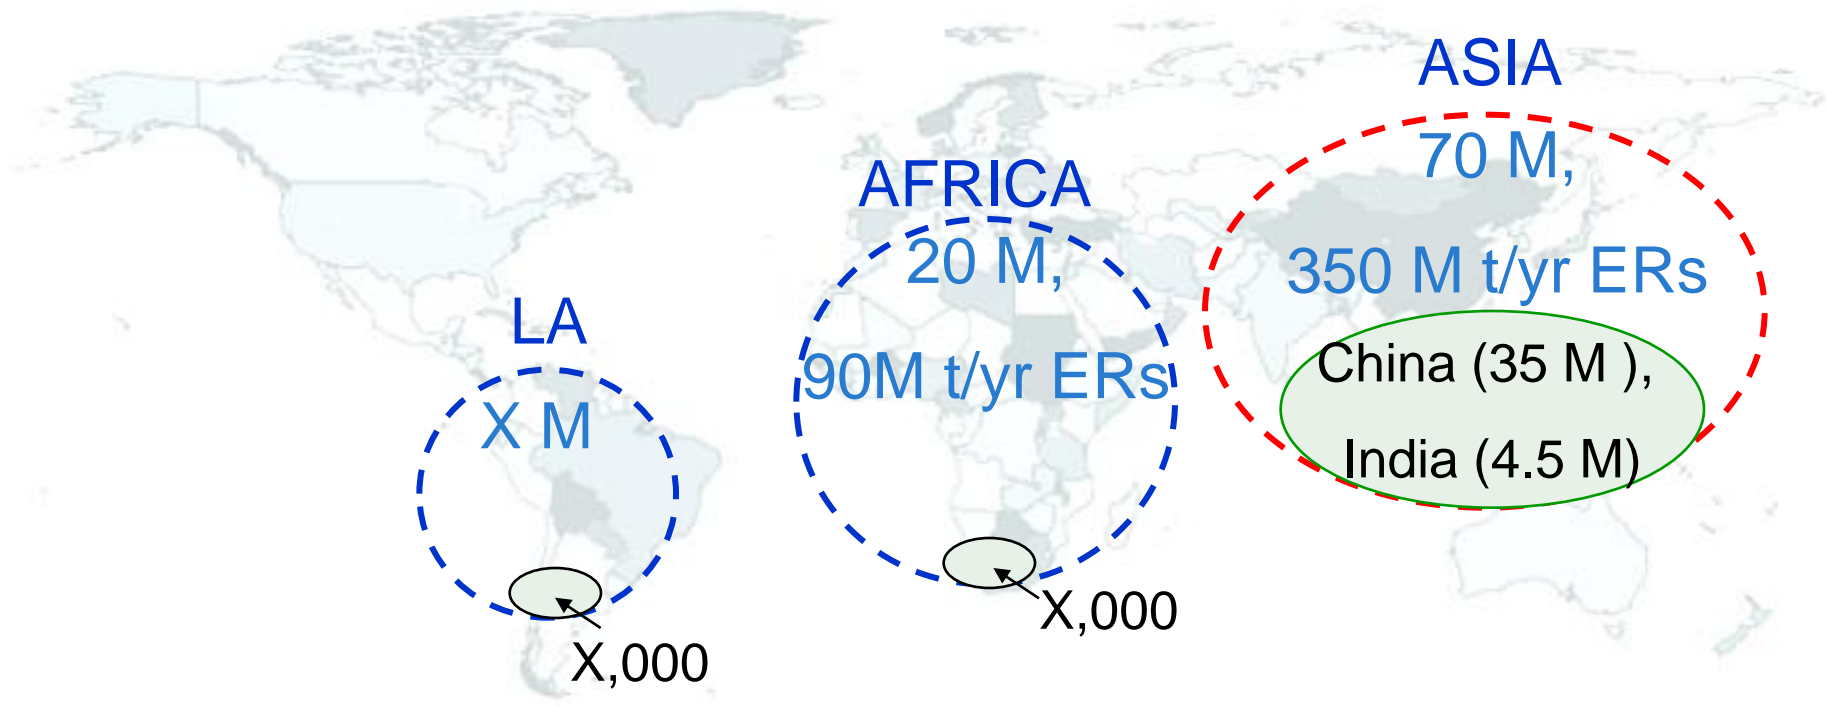 LA
X M
X,000
AFRICA
20 M,
90M t/yr ERs
X,000
ASIA
70 M,
350 M t/yr ERs
China (35 M ),
India (4.5 M)